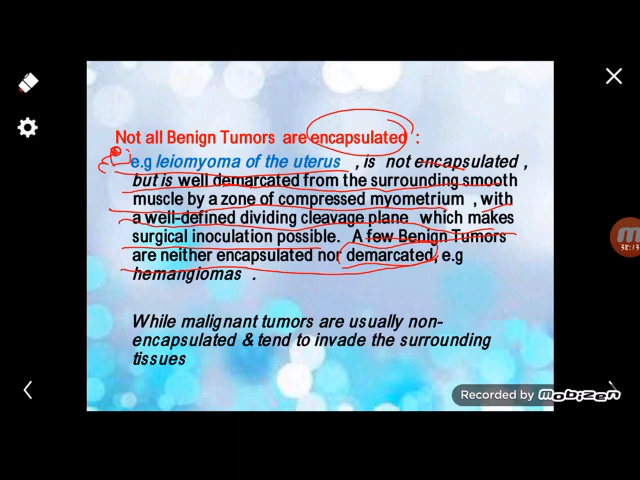 Not all Benign Tumors are encapsulated :
e.g leiomyoma of the uterus , is not encapsulated ,
but is well demarcated from the surrounding smooth
muscle by a zone of compressed myometrium , with
a well-defined dividing cleavage plane which makes
surgical inoculation possible. A few Benign Tumors
are neither encapsulated nor demarcated, e.g
hemanglomas .
While malignant tumors are usually non-
encapsulated & tend to invade the surrounding
tissues
M
38:13
Recorded by mobizen